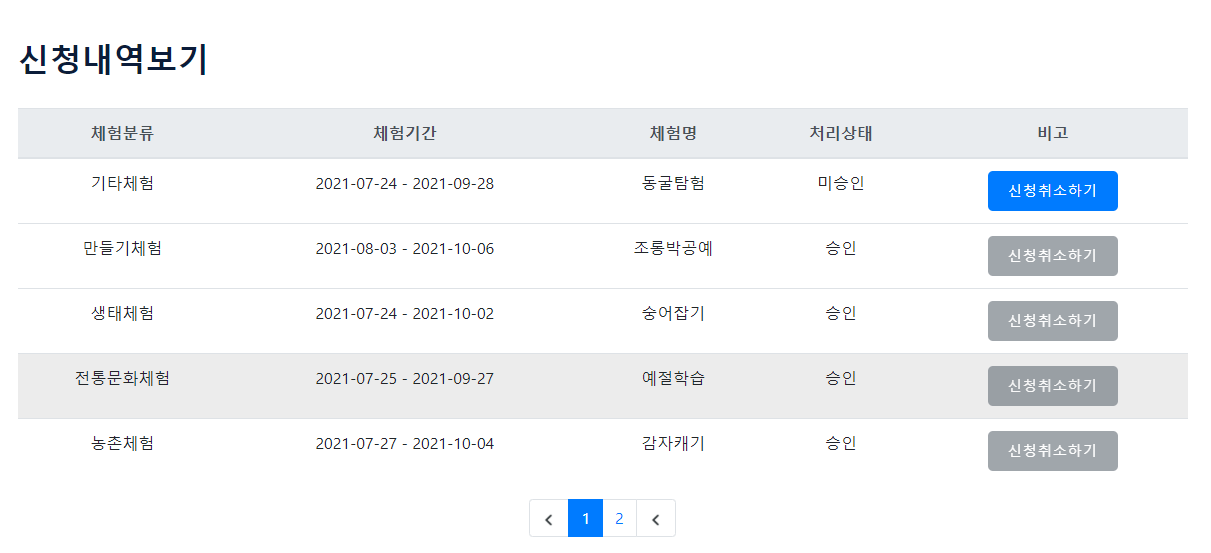 신청내역보기
체험분류 체험기간 체험명 처리상태 비고
기타체험 2021-07-24 - 2021-09-28 동굴탐험 미승인 신청취소하기
만들기체험 2021-08-03 - 2021-10-06 조롱박공예 승인 신청취소하기
생태체험 2021-07-24 - 2021-10-02 숭어잡기 승인 신청취소하기
전통문화체험 2021-07-25 - 2021-09-27 예절학습 승인 신청취소하기
농촌체험 2021-07-27 - 2021-10-04 감자캐기 승인 신청취소하기
1 2